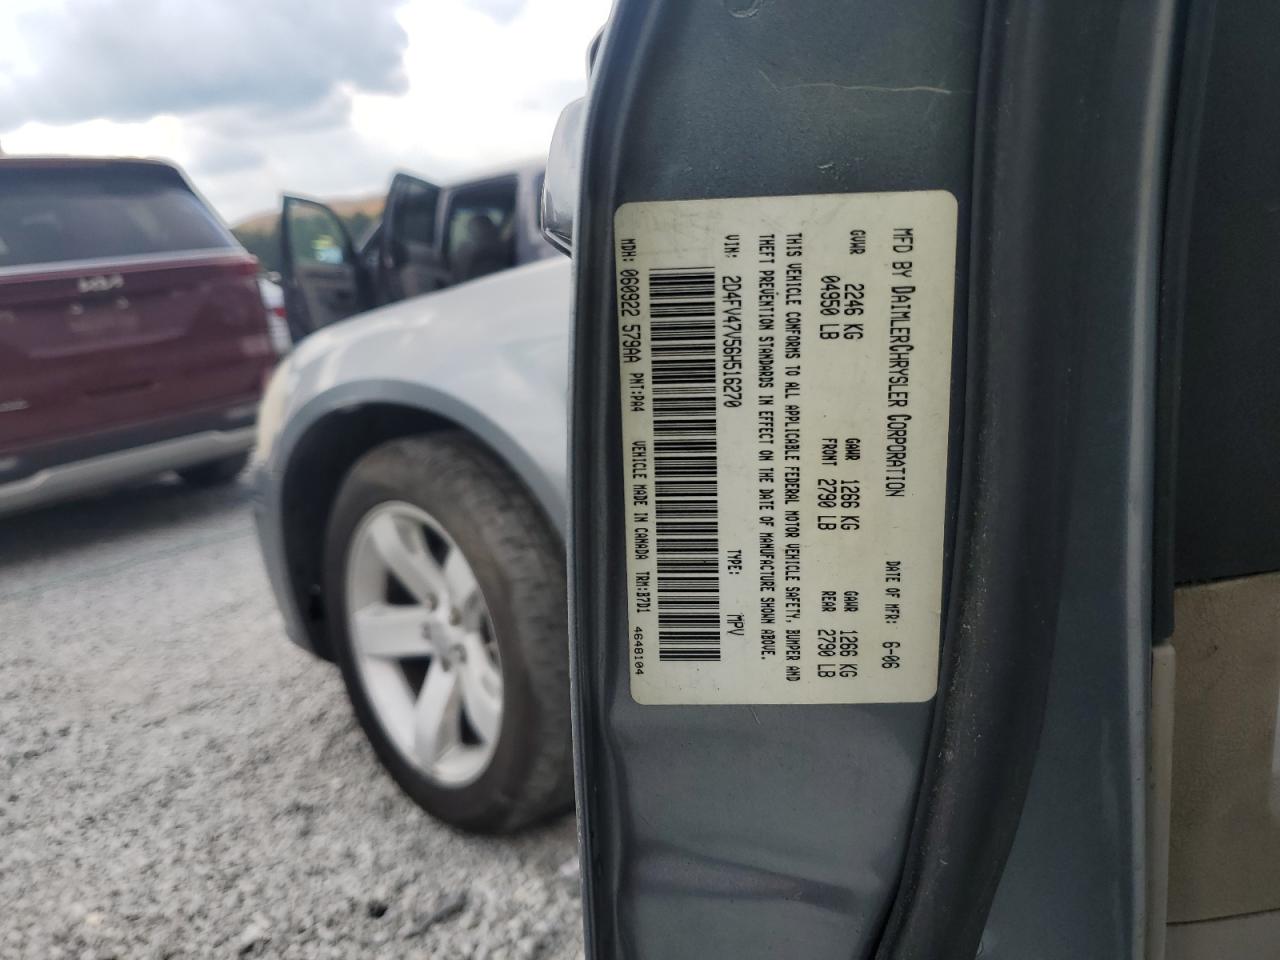 MFD BY DAIMLERCHRYSLER CORPORATION DATE OF MFR: 6-06
GVWR 2246 KG GAWR 1266 KG GAWR 1266 KG
04950 LB FRONT 2790 LB REAR 2790 LB
THIS VEHICLE CONFORMS TO ALL APPLICABLE FEDERAL MOTOR VEHICLE SAFETY, BUMPER AND
THEFT PREVENTION STANDARDS IN EFFECT ON THE DATE OF MANUFACTURE SHOWN ABOVE.
VIN: 2D4FV47V56H516270 TYPE: MPV
MDH: 060922 579AA PNT:PA4 VEHICLE MADE IN CANADA TRM:B7D1 4648104
KIA